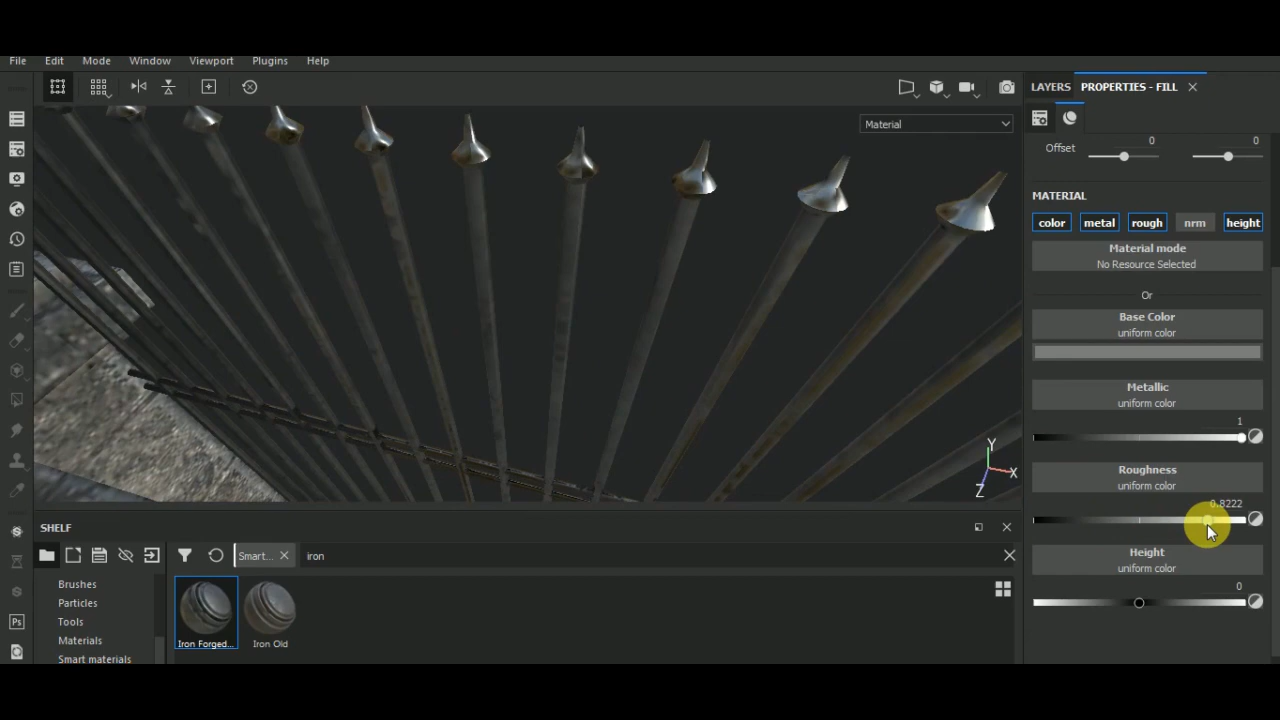 File Edit Mode Window Viewport Plugins Help
LAYERS PROPERTIES - FILL
Material
Offset 0 0
MATERIAL
color metal rough nrm height
Material mode
No Resource Selected
Or
Base Color
uniform color
Metallic
uniform color
1
Roughness
uniform color
0.8222
Height
uniform color
0
Y
X
Z
SHELF
Smart... iron
Brushes
Particles
Tools
Materials
Smart materials
Iron Forged...
Iron Old
Ps